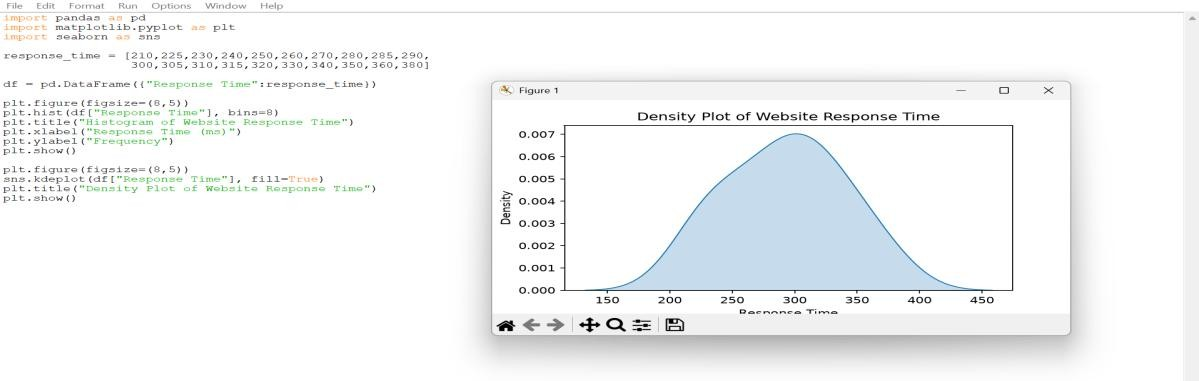 File Edit Format Run Options Window Help
import pandas as pd
import matplotlib.pyplot as plt
import seaborn as sns
response_time = [210,225,230,240,250,260,270,280,285,290,
300,305,310,315,320,330,340,350,360,380]
df = pd.DataFrame({"Response Time":response_time})
plt.figure(figsize=(8,5))
plt.hist(df["Response Time"], bins=8)
plt.title("Histogram of Website Response Time")
plt.xlabel("Response Time (ms)")
plt.ylabel("Frequency")
plt.show()
plt.figure(figsize=(8,5))
sns.kdeplot(df["Response Time"], fill=True)
plt.title("Density Plot of Website Response Time")
plt.show()
Figure 1
Density Plot of Website Response Time
0.007
0.006
0.005
0.004
0.003
0.002
0.001
0.000
Density
150 200 250 300 350 400 450
Response Time